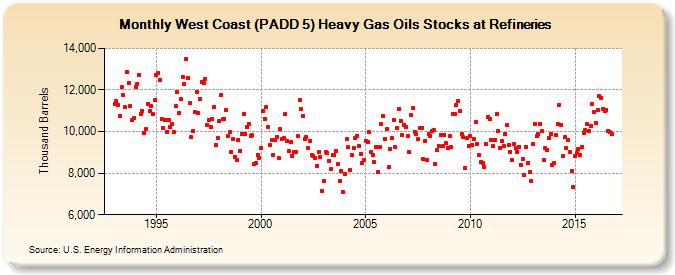 Monthly West Coast (PADD 5) Heavy Gas Oils Stocks at Refineries
Thousand Barrels
14,000
12,000
10,000
8,000
6,000
1995 2000 2005 2010 2015
Source: U.S. Energy Information Administration